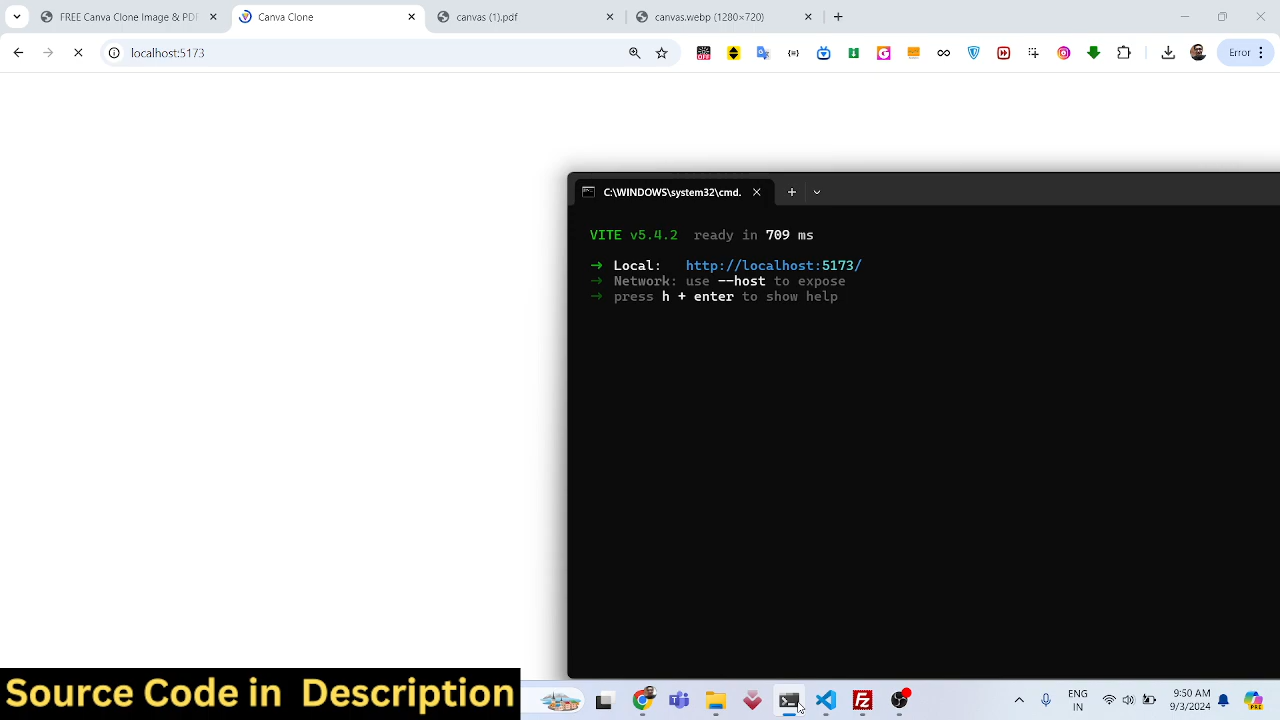 FREE Canva Clone Image & PDF
Canva Clone
canvas (1).pdf
canvas.webp (1280×720)
localhost:5173
Error
C:\WINDOWS\system32\cmd.
VITE v5.4.2 ready in 709 ms
➜ Local: http://localhost:5173/
➜ Network: use --host to expose
➜ press h + enter to show help
Source Code in Description
ENG
IN
9:50 AM
9/3/2024